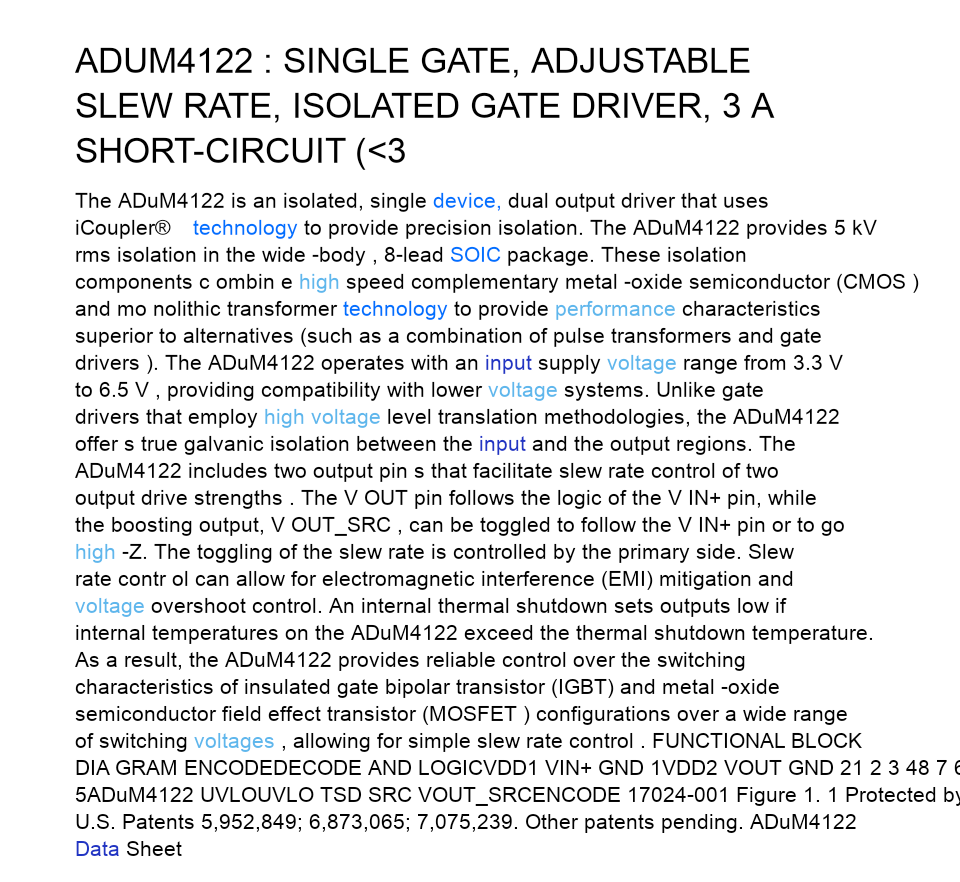 ADUM4122 : SINGLE GATE, ADJUSTABLE
SLEW RATE, ISOLATED GATE DRIVER, 3 A
SHORT-CIRCUIT (<3
The ADuM4122 is an isolated, single device, dual output driver that uses
iCoupler® technology to provide precision isolation. The ADuM4122 provides 5 kV
rms isolation in the wide -body , 8-lead SOIC package. These isolation
components c ombin e high speed complementary metal -oxide semiconductor (CMOS )
and mo nolithic transformer technology to provide performance characteristics
superior to alternatives (such as a combination of pulse transformers and gate
drivers ). The ADuM4122 operates with an input supply voltage range from 3.3 V
to 6.5 V , providing compatibility with lower voltage systems. Unlike gate
drivers that employ high voltage level translation methodologies, the ADuM4122
offer s true galvanic isolation between the input and the output regions. The
ADuM4122 includes two output pin s that facilitate slew rate control of two
output drive strengths . The V OUT pin follows the logic of the V IN+ pin, while
the boosting output, V OUT_SRC , can be toggled to follow the V IN+ pin or to go
high -Z. The toggling of the slew rate is controlled by the primary side. Slew
rate contr ol can allow for electromagnetic interference (EMI) mitigation and
voltage overshoot control. An internal thermal shutdown sets outputs low if
internal temperatures on the ADuM4122 exceed the thermal shutdown temperature.
As a result, the ADuM4122 provides reliable control over the switching
characteristics of insulated gate bipolar transistor (IGBT) and metal -oxide
semiconductor field effect transistor (MOSFET ) configurations over a wide range
of switching voltages , allowing for simple slew rate control . FUNCTIONAL BLOCK
DIA GRAM ENCODEDECODE AND LOGICVDD1 VIN+ GND 1VDD2 VOUT GND 21 2 3 48 7 6
5ADuM4122 UVLOUVLO TSD SRC VOUT_SRCENCODE 17024-001 Figure 1. 1 Protected by
U.S. Patents 5,952,849; 6,873,065; 7,075,239. Other patents pending. ADuM4122
Data Sheet